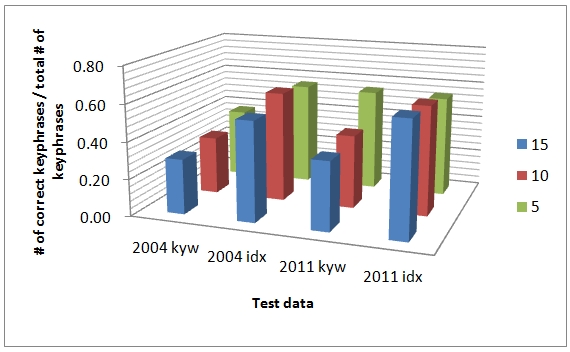 # of correct keyphrases / total # of
keyphrases
0.80
0.60
0.40
0.20
0.00
2004 kyw
2004 idx
2011 kyw
2011 idx
Test data
15
10
5